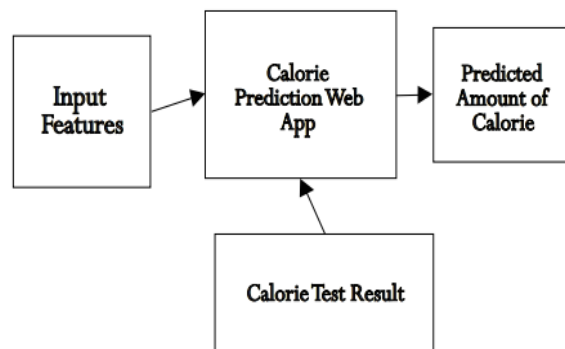 Input
Features
Calorie
Prediction Web
App
Predicted
Amount of
Calorie
Calorie Test Result